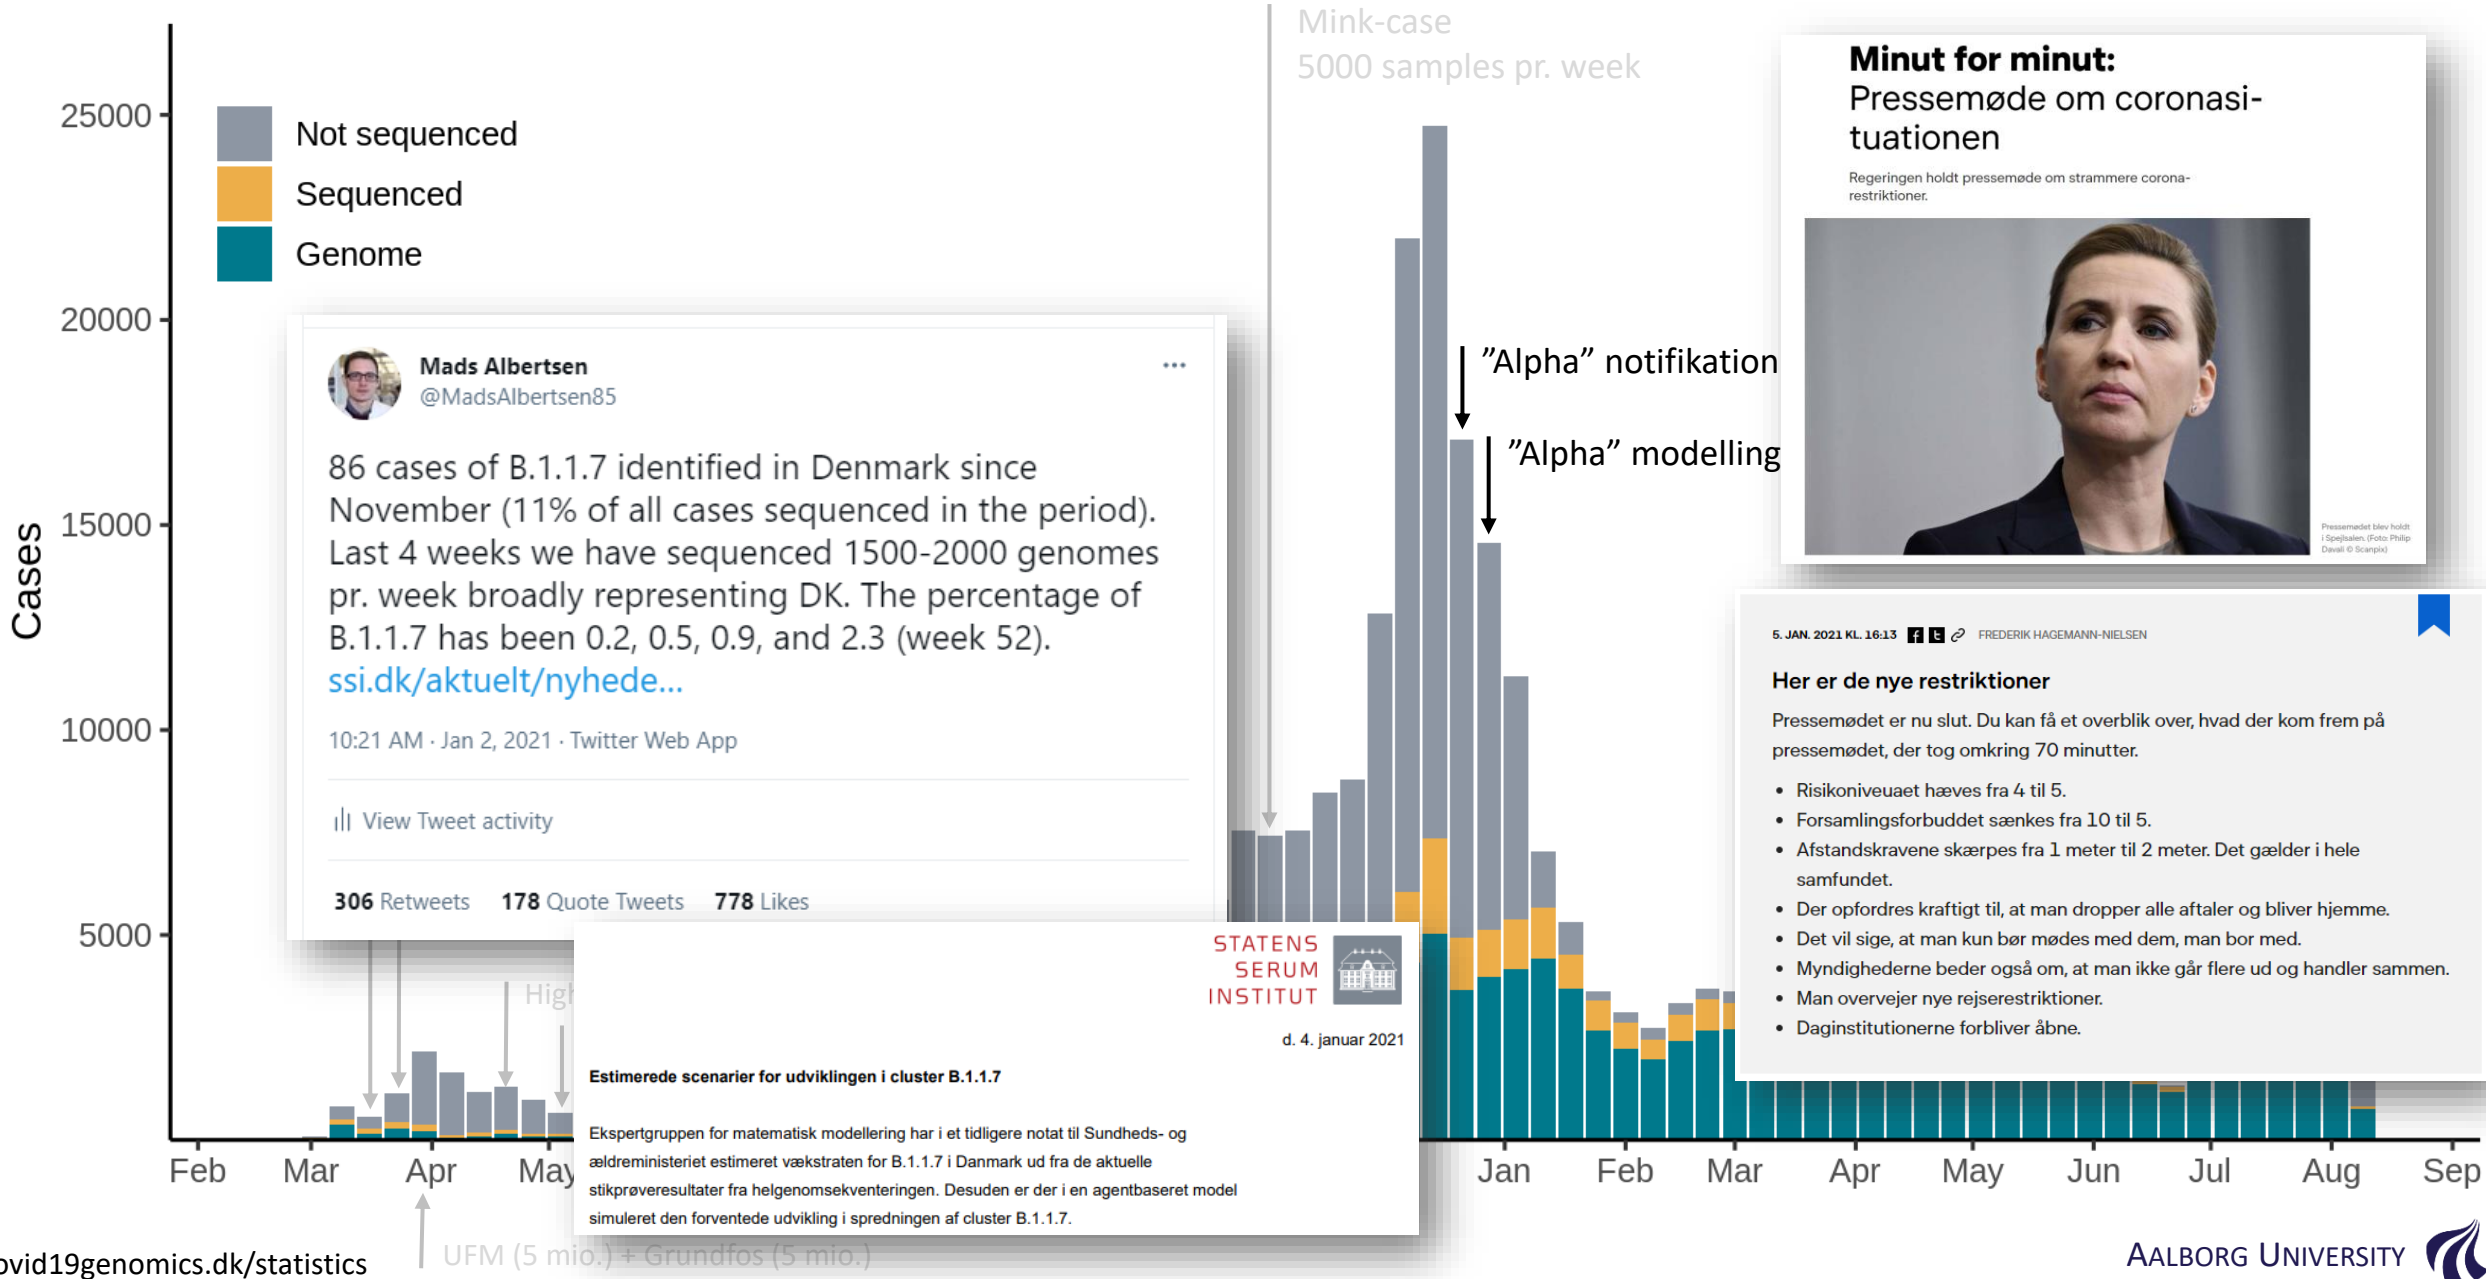 Mink-case
5000 samples pr. week
Cases
25000
20000
15000
10000
5000
Not sequenced
Sequenced
Genome
Mads Albertsen
@MadsAlbertsen85
86 cases of B.1.1.7 identified in Denmark since
November (11% of all cases sequenced in the period).
Last 4 weeks we have sequenced 1500-2000 genomes
pr. week broadly representing DK. The percentage of
B.1.1.7 has been 0.2, 0.5, 0.9, and 2.3 (week 52).
ssi.dk/aktuelt/nyhede...
10:21 AM · Jan 2, 2021 · Twitter Web App
View Tweet activity
306 Retweets 178 Quote Tweets 778 Likes
"Alpha" notifikation
"Alpha" modelling
Minut for minut:
Pressemøde om coronasi-
tuationen
Regeringen holdt pressemøde om strammere corona-
restriktioner.
Pressemødet blev holdt
i Spejlsalen. (Foto: Philip
Davali © Scanpix)
5. JAN. 2021 KL. 16:13 FREDERIK HAGEMANN-NIELSEN
Her er de nye restriktioner
Pressemødet er nu slut. Du kan få et overblik over, hvad der kom frem på
pressemødet, der tog omkring 70 minutter.
• Risikoniveuaet hæves fra 4 til 5.
• Forsamlingsforbuddet sænkes fra 10 til 5.
• Afstandskravene skærpes fra 1 meter til 2 meter. Det gælder i hele
samfundet.
• Der opfordres kraftigt til, at man dropper alle aftaler og bliver hjemme.
• Det vil sige, at man kun bør mødes med dem, man bor med.
• Myndighederne beder også om, at man ikke går flere ud og handler sammen.
• Man overvejer nye rejserestriktioner.
• Daginstitutionerne forbliver åbne.
High
STATENS
SERUM
INSTITUT
d. 4. januar 2021
Estimerede scenarier for udviklingen i cluster B.1.1.7
Ekspertgruppen for matematisk modellering har i et tidligere notat til Sundheds- og
ældreministeriet estimeret vækstraten for B.1.1.7 i Danmark ud fra de aktuelle
stikprøveresultater fra helgenomsekventeringen. Desuden er der i en agentbaseret model
simuleret den forventede udvikling i spredningen af cluster B.1.1.7.
Feb Mar Apr May Jan Feb Mar Apr May Jun Jul Aug Sep
UFM (5 mio.) + Grundfos (5 mio.)
ovid19genomics.dk/statistics
AALBORG UNIVERSITY